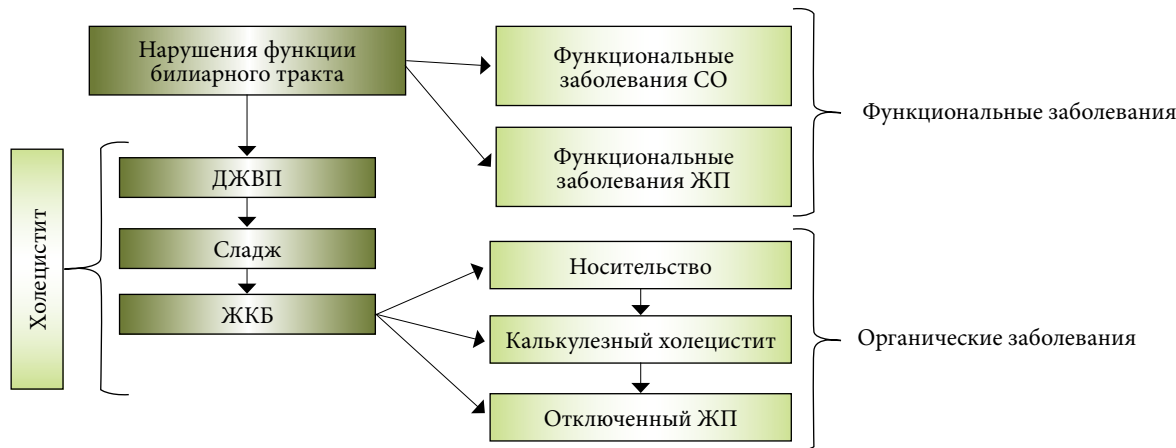 Нарушения функции
билиарного тракта
Функциональные
заболевания СО
Функциональные
заболевания ЖП
Функциональные заболевания
Холецистит
ДЖВП
Сладж
ЖКБ
Носительство
Калькулезный холецистит
Отключенный ЖП
Органические заболевания